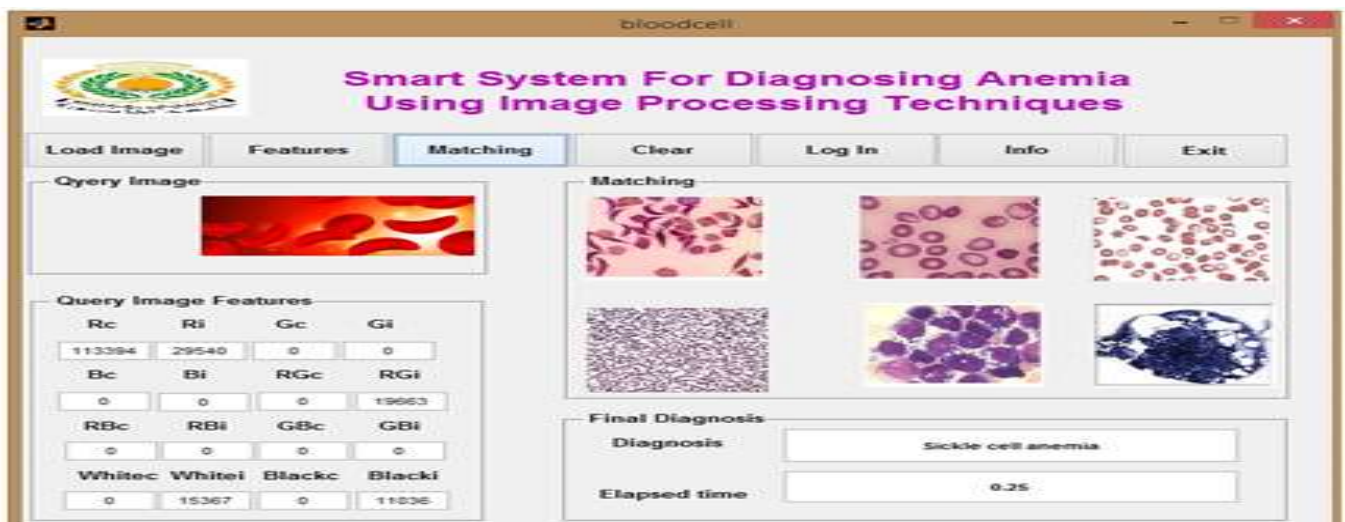 bloodcell
Smart System For Diagnosing Anemia
Using Image Processing Techniques
Load Image Features Matching Clear Log In Info Exit
Qyery Image
Matching
Query Image Features
Rc Ri Gc Gi
113394 29540 0 0
Bc Bi RGc RGi
0 0 0 19663
RBc RBi GBc GBi
0 0 0 0
Whitec Whitei Blackc Blacki
0 15367 0 11036
Final Diagnosis
Diagnosis Sickle cell anemia
Elapsed time 0.25